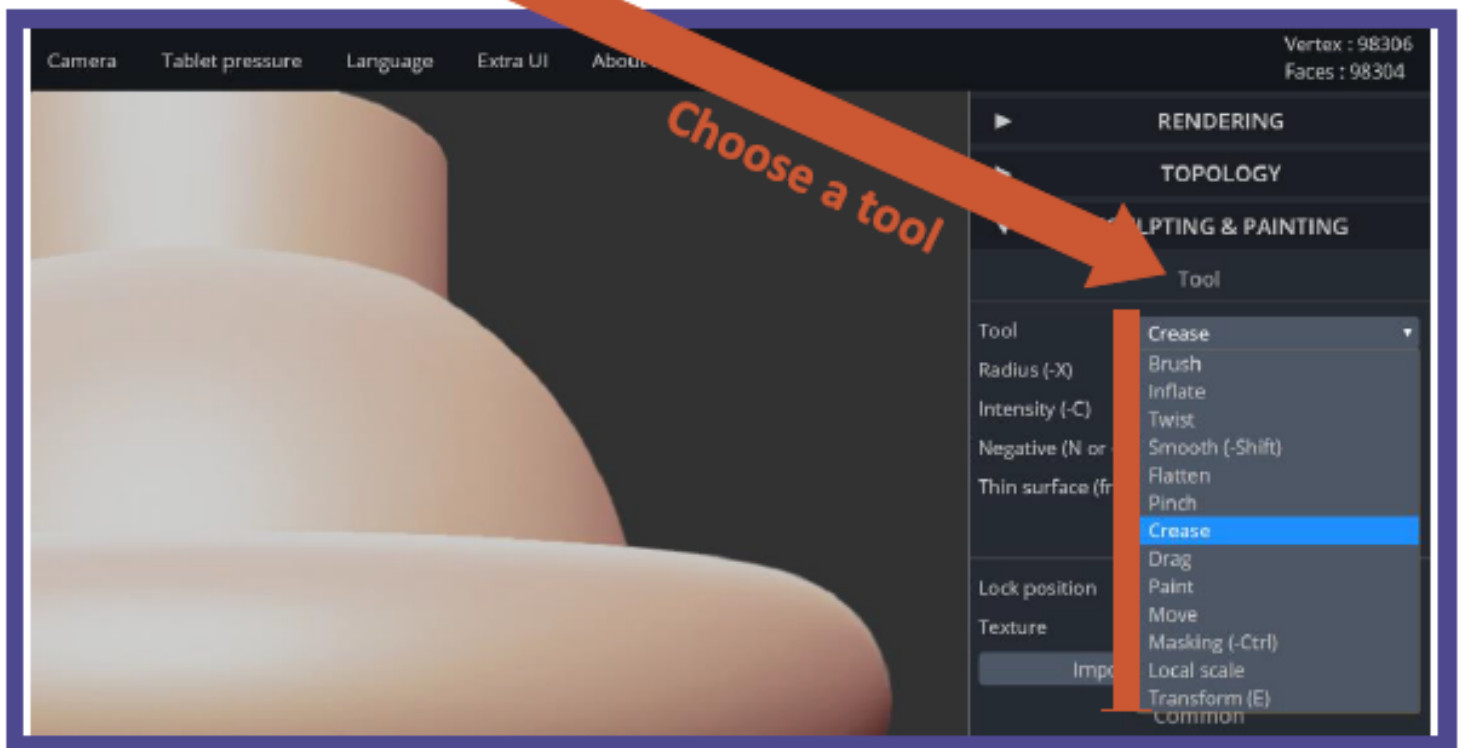 Camera Tablet pressure Language Extra UI About
Vertex : 98306
Faces : 98304
Choose a tool
RENDERING
TOPOLOGY
SCULPTING & PAINTING
Tool
Tool Crease
Radius (-X) Brush
Inflate
Intensity (-C) Twist
Negative (N or Smooth (-Shift)
Thin surface (fr Flatten
Pinch
Crease
Drag
Lock position Paint
Move
Texture Masking (-Ctrl)
Impo Local scale
Transform (E)
Common